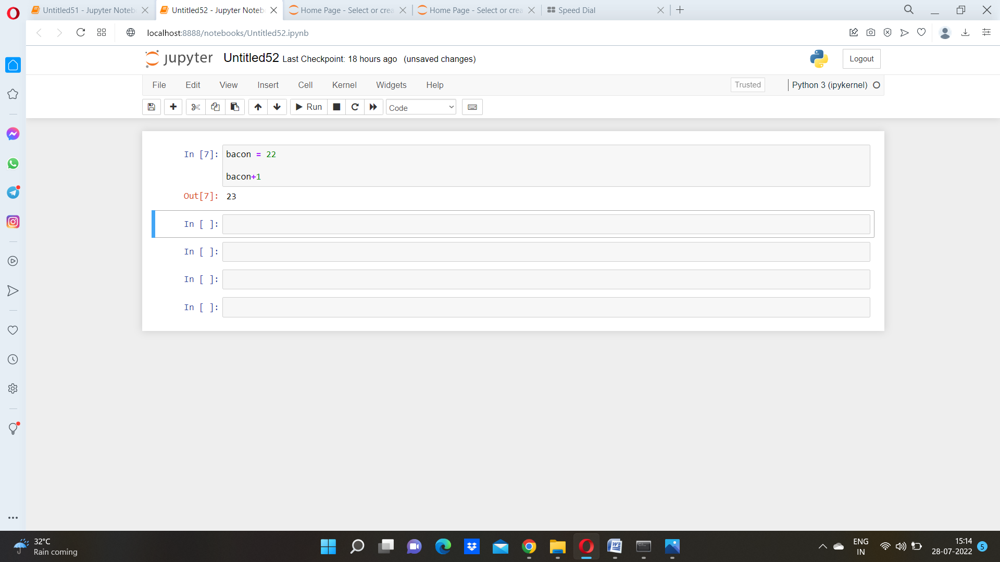 Untitled51 - Jupyter Noteb
Untitled52 - Jupyter Noteb
Home Page - Select or crea
Home Page - Select or crea
Speed Dial
localhost:8888/notebooks/Untitled52.ipynb
jupyter Untitled52 Last Checkpoint: 18 hours ago (unsaved changes)
Logout
File Edit View Insert Cell Kernel Widgets Help
Trusted
Python 3 (ipykernel)
Run
Code
In [7]: bacon = 22
bacon+1
Out[7]: 23
In [ ]:
In [ ]:
In [ ]:
In [ ]:
32°C
Rain coming
ENG
IN
15:14
28-07-2022
5